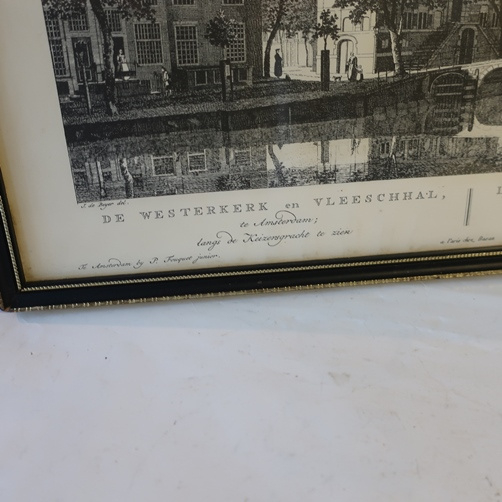 J. de Beyer del.
DE WESTERKERK en VLEESCHHAL,
te Amsterdam;
langs de Keizersgracht te zien
Te Amsterdam by P. Fouquet junior.
a Paris chez, Basan